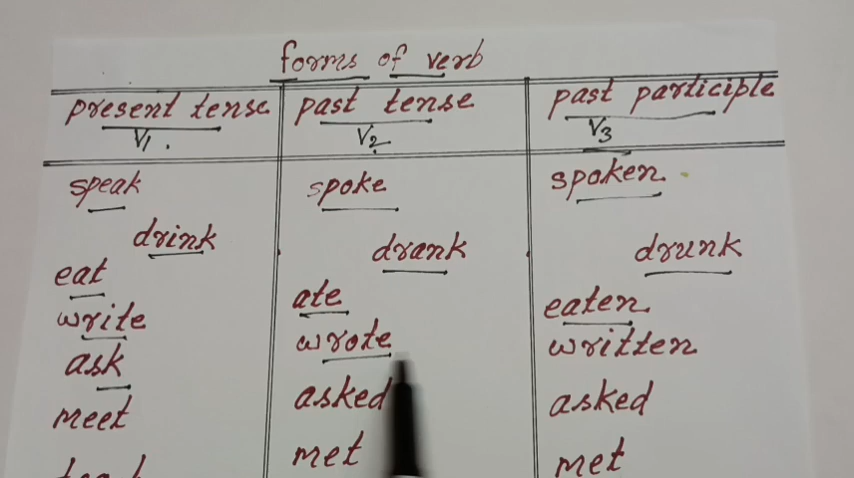 forms of verb
present tense past tense past participle
V1. V2 V3
speak spoke spoken
drink drank drunk
eat ate eaten
write wrote written
ask asked asked
meet met met